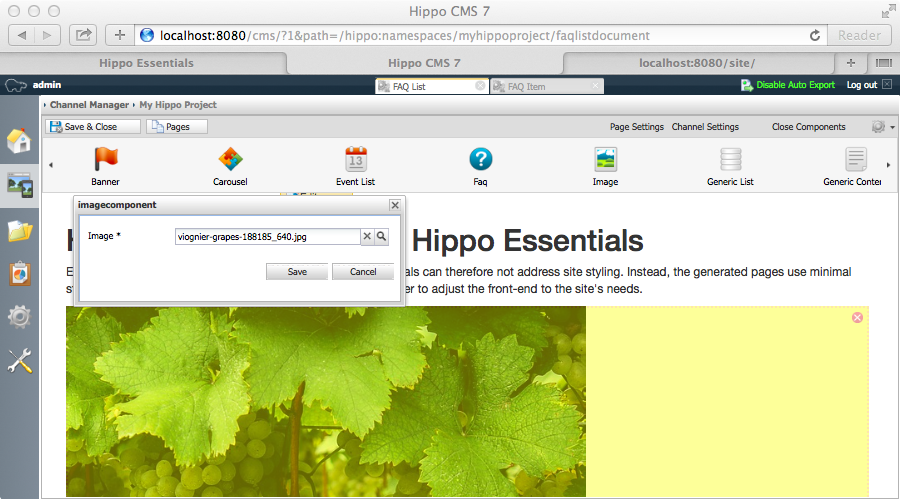 Hippo CMS 7
localhost:8080/cms/?1&path=/hippo:namespaces/myhippoproject/faqlistdocument
Reader
Hippo Essentials
Hippo CMS 7
localhost:8080/site/
admin
FAQ List
FAQ Item
Disable Auto Export
Log out
Channel Manager
My Hippo Project
Save & Close
Pages
Page Settings
Channel Settings
Close Components
Banner
Carousel
Event List
13
Faq
Image
Generic List
Generic Conter
imagecomponent
Image *
viognier-grapes-188185_640.jpg
Save
Cancel
Hippo Essentials
als can therefore not address site styling. Instead, the generated pages use minimal
er to adjust the front-end to the site's needs.